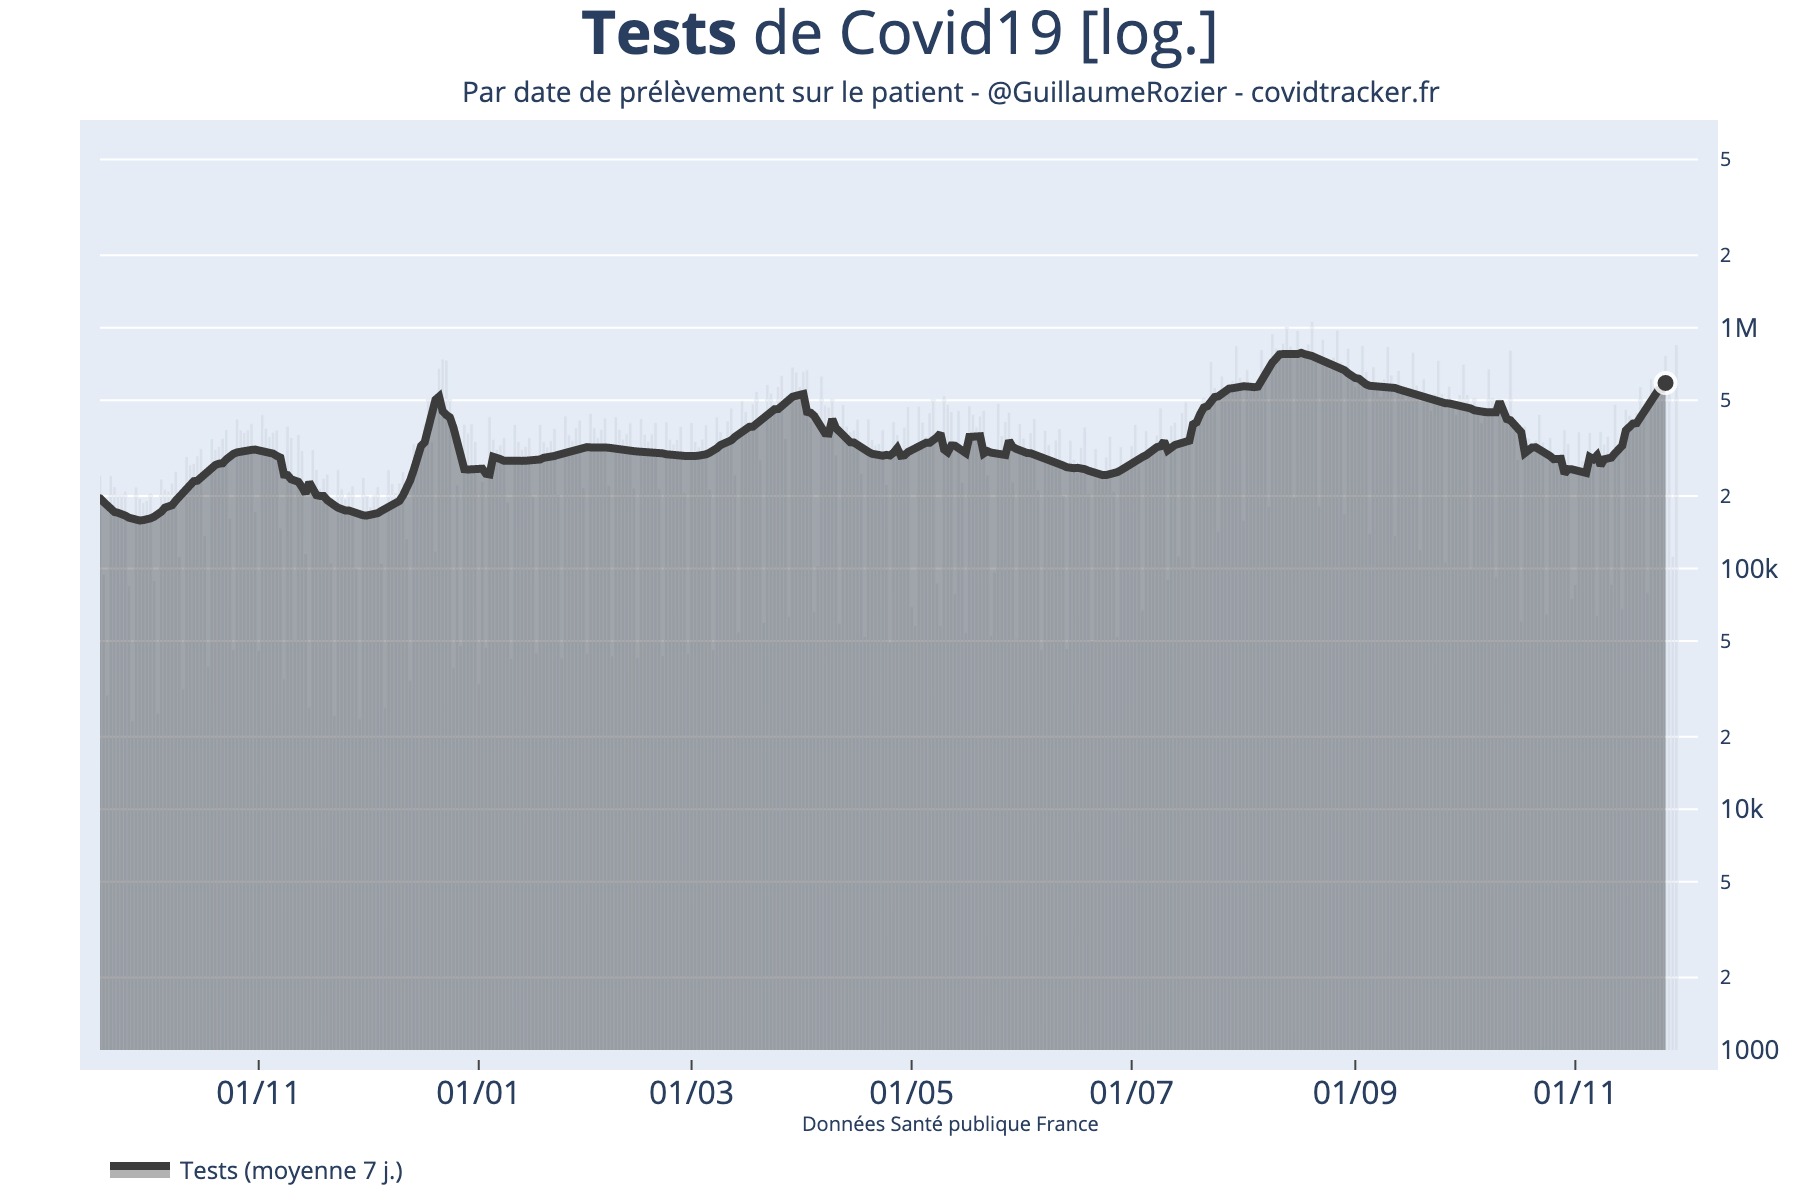 Tests de Covid19 [log.]
Par date de prélèvement sur le patient - @GuillaumeRozier - covidtracker.fr
5
2
1M
5
2
100k
5
2
10k
5
2
1000
01/11 01/01 01/03 01/05 01/07 01/09 01/11
Données Santé publique France
Tests (moyenne 7 j.)